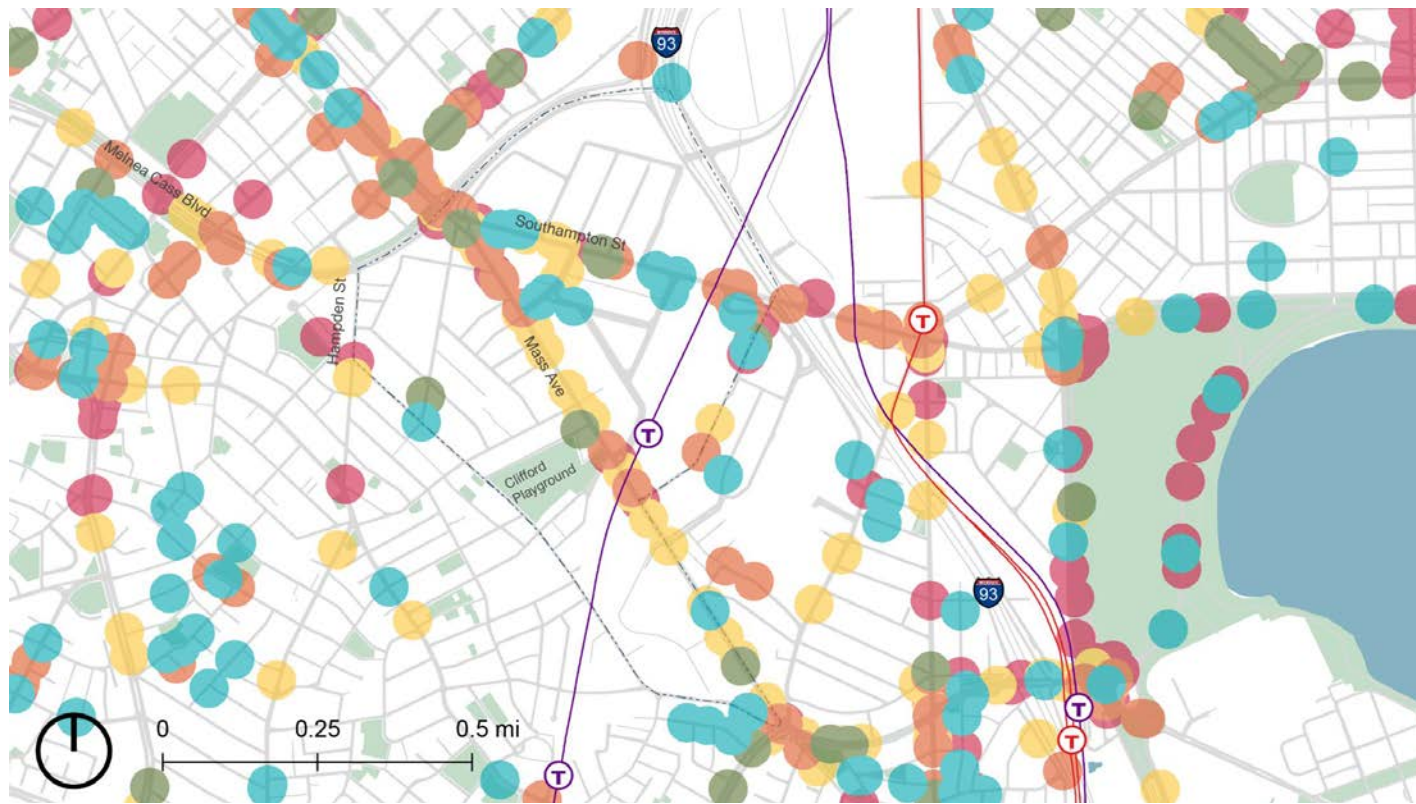 93
Melnea Cass Blvd
Southampton St
Hampden St
T
Mass Ave
T
Clifford
Playground
93
T
T
T
0
0.25
0.5 mi